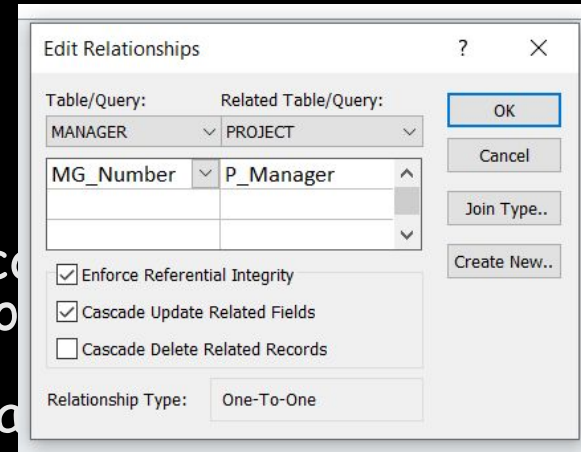 Edit Relationships ? ×
Table/Query: Related Table/Query:
MANAGER PROJECT
MG_Number P_Manager
Enforce Referential Integrity
Cascade Update Related Fields
Cascade Delete Related Records
Relationship Type: One-To-One
OK
Cancel
Join Type..
Create New..